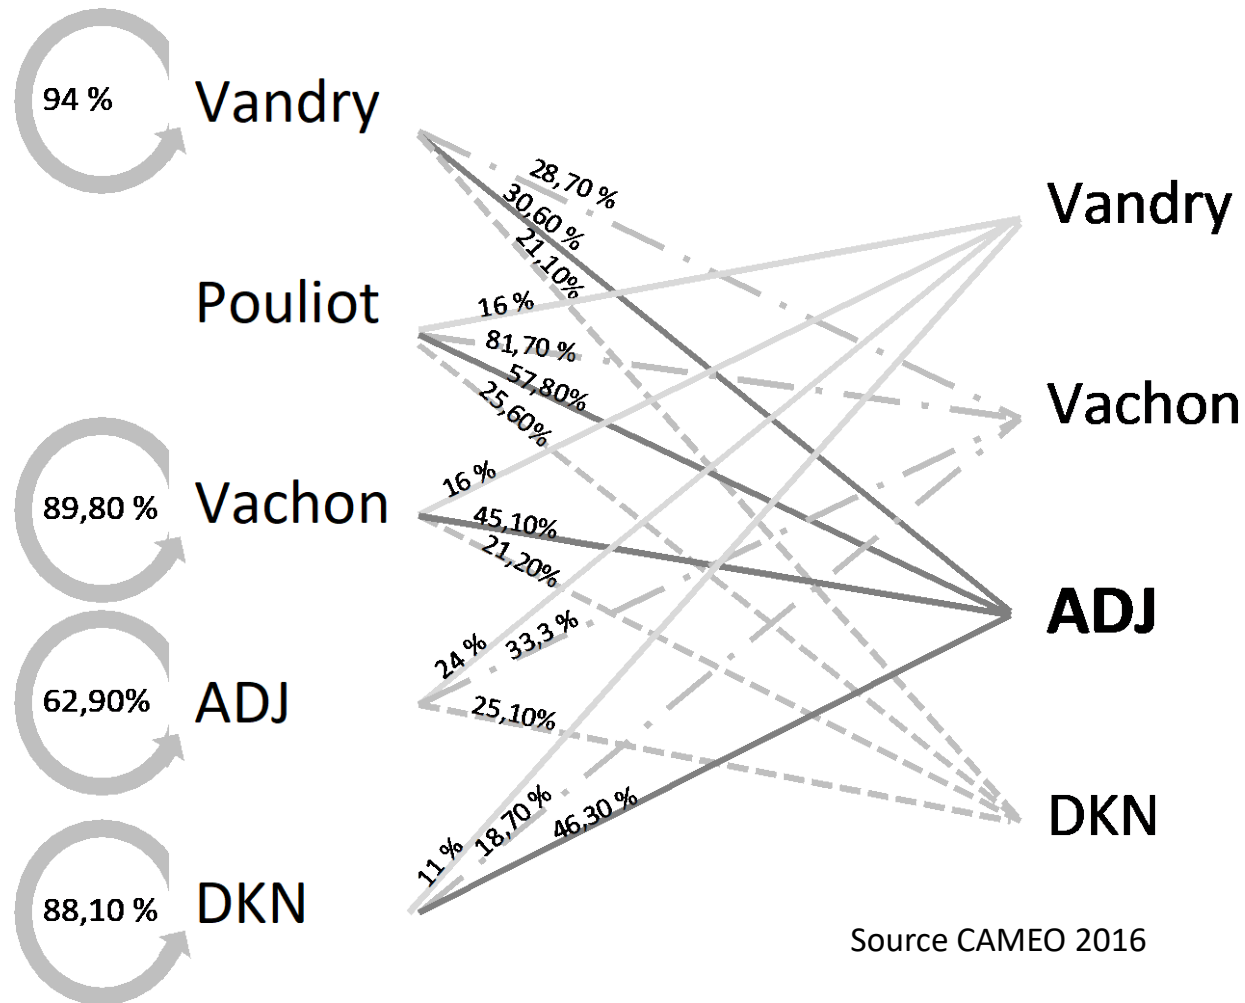 94 %
Vandry
28,70 %
30,60 %
21,10%
Vandry
Pouliot
16 %
81,70 %
57,80%
25,60%
Vachon
89,80 %
Vachon
16 %
45,10%
21,20%
ADJ
62,90%
ADJ
24 %
33,3 %
25,10%
DKN
88,10 %
DKN
11 %
18,70 %
46,30 %
Source CAMEO 2016